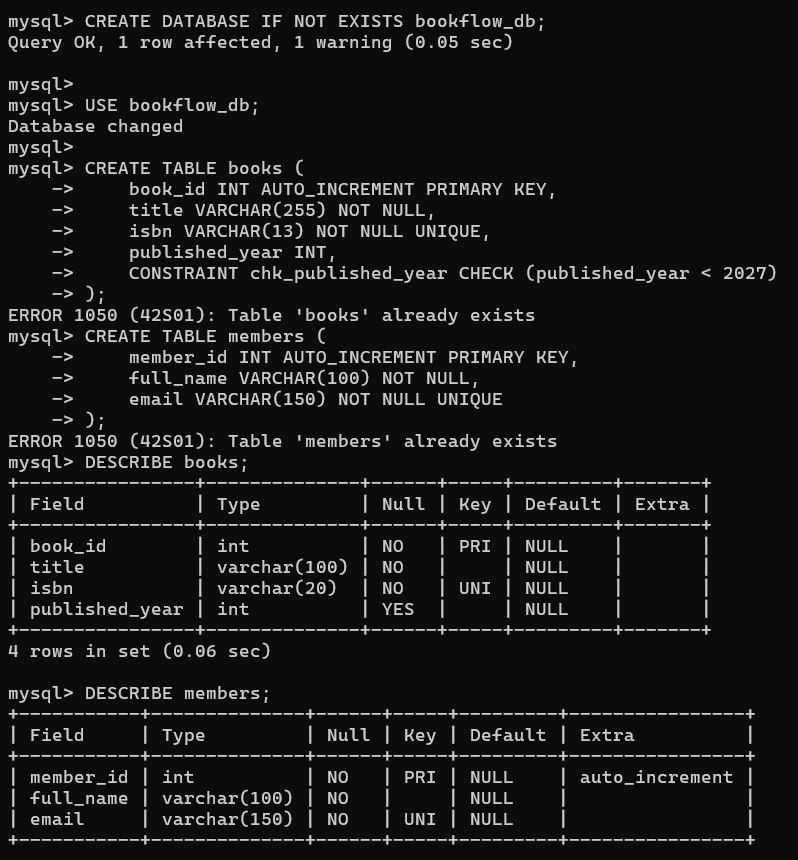 mysql> CREATE DATABASE IF NOT EXISTS bookflow_db;
Query OK, 1 row affected, 1 warning (0.05 sec)

mysql>
mysql> USE bookflow_db;
Database changed
mysql>
mysql> CREATE TABLE books (
    ->     book_id INT AUTO_INCREMENT PRIMARY KEY,
    ->     title VARCHAR(255) NOT NULL,
    ->     isbn VARCHAR(13) NOT NULL UNIQUE,
    ->     published_year INT,
    ->     CONSTRAINT chk_published_year CHECK (published_year < 2027)
    -> );
ERROR 1050 (42S01): Table 'books' already exists
mysql> CREATE TABLE members (
    ->     member_id INT AUTO_INCREMENT PRIMARY KEY,
    ->     full_name VARCHAR(100) NOT NULL,
    ->     email VARCHAR(150) NOT NULL UNIQUE
    -> );
ERROR 1050 (42S01): Table 'members' already exists
mysql> DESCRIBE books;
+----------------+--------------+------+-----+---------+-------+
| Field          | Type         | Null | Key | Default | Extra |
+----------------+--------------+------+-----+---------+-------+
| book_id        | int          | NO   | PRI | NULL    |       |
| title          | varchar(100) | NO   |     | NULL    |       |
| isbn           | varchar(20)  | NO   | UNI | NULL    |       |
| published_year | int          | YES  |     | NULL    |       |
+----------------+--------------+------+-----+---------+-------+
4 rows in set (0.06 sec)

mysql> DESCRIBE members;
+-----------+--------------+------+-----+---------+----------------+
| Field     | Type         | Null | Key | Default | Extra          |
+-----------+--------------+------+-----+---------+----------------+
| member_id | int          | NO   | PRI | NULL    | auto_increment |
| full_name | varchar(100) | NO   |     | NULL    |                |
| email     | varchar(150) | NO   | UNI | NULL    |                |
+-----------+--------------+------+-----+---------+----------------+